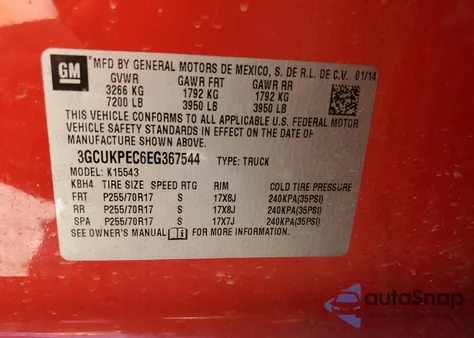 GM
MFD BY GENERAL MOTORS DE MEXICO, S. DE R.L. DE C.V. 01/14
GVWR GAWR FRT GAWR RR
3266 KG 1792 KG 1792 KG
7200 LB 3950 LB 3950 LB
THIS VEHICLE CONFORMS TO ALL APPLICABLE U.S. FEDERAL MOTOR
VEHICLE SAFETY STANDARDS IN EFFECT ON THE DATE OF
MANUFACTURE SHOWN ABOVE.
3GCUKPEC6EG367544 TYPE: TRUCK
MODEL: K15543
KBH4 TIRE SIZE SPEED RTG RIM COLD TIRE PRESSURE
FRT P255/70R17 S 17X8J 240KPA(35PSI)
RR P255/70R17 S 17X8J 240KPA(35PSI)
SPA P255/70R17 S 17X7J 240KPA(35PSI)
SEE OWNER'S MANUAL FOR MORE INFORMATION.
autoSnap